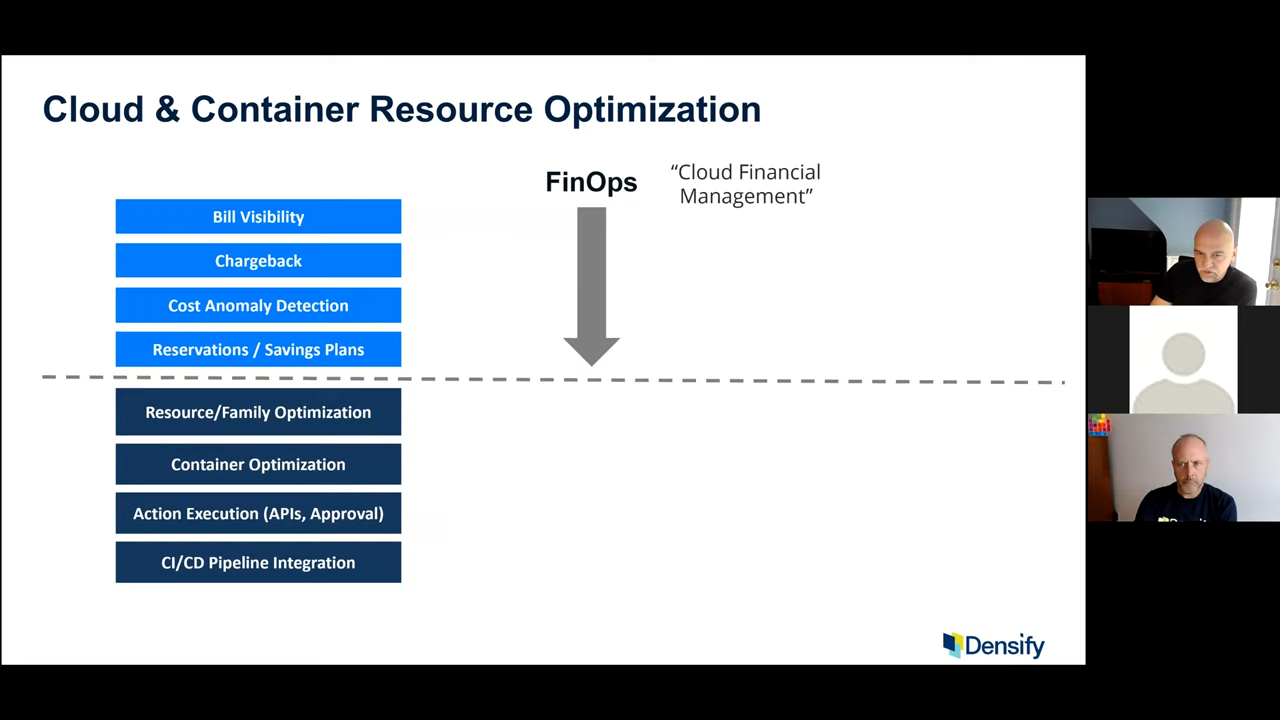 Cloud & Container Resource Optimization
FinOps
“Cloud Financial
Management”
Bill Visibility
Chargeback
Cost Anomaly Detection
Reservations / Savings Plans
Resource/Family Optimization
Container Optimization
Action Execution (APIs, Approval)
CI/CD Pipeline Integration
Densify